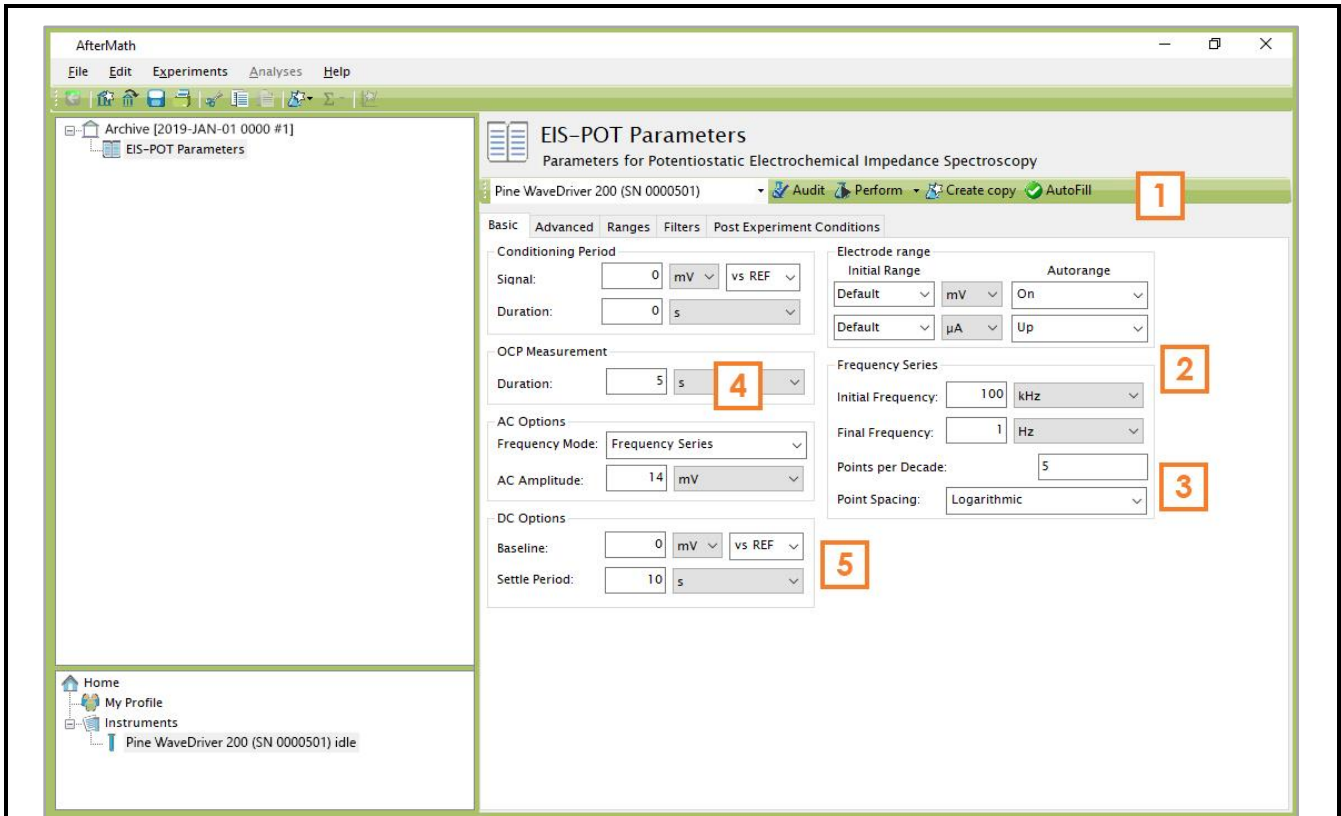 AfterMath
File Edit Experiments Analyses Help
Archive [2019-JAN-01 0000 #1]
EIS-POT Parameters
Home
My Profile
Instruments
Pine WaveDriver 200 (SN 0000501) idle
EIS-POT Parameters
Parameters for Potentiostatic Electrochemical Impedance Spectroscopy
Pine WaveDriver 200 (SN 0000501) Audit Perform Create copy AutoFill
1
Basic Advanced Ranges Filters Post Experiment Conditions
Conditioning Period
Signal: 0 mV vs REF
Duration: 0 s
OCP Measurement
Duration: 5 s
4
AC Options
Frequency Mode: Frequency Series
AC Amplitude: 14 mV
DC Options
Baseline: 0 mV vs REF
Settle Period: 10 s
5
Electrode range
Initial Range Autorange
Default mV On
Default µA Up
2
Frequency Series
Initial Frequency: 100 kHz
Final Frequency: 1 Hz
Points per Decade: 5
Point Spacing: Logarithmic
3